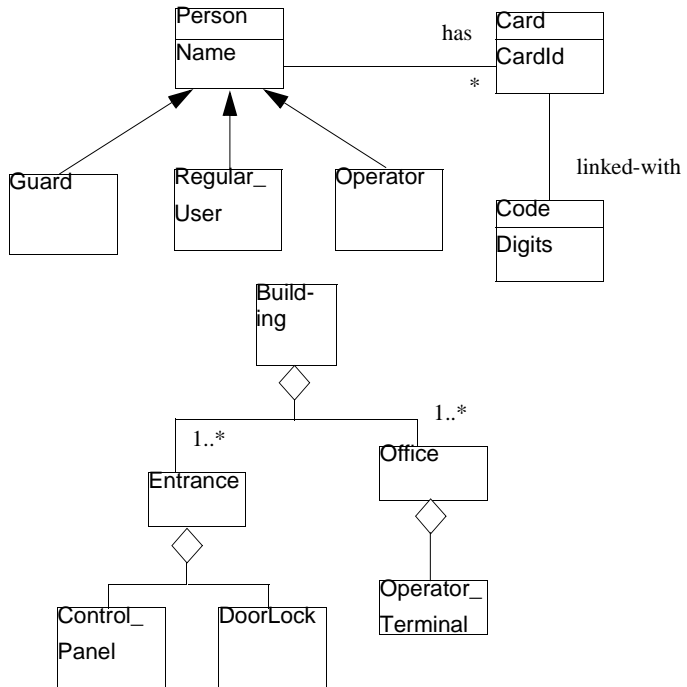 Person
Name
has
*
Card
CardId
Guard
Regular_
User
Operator
linked-with
Code
Digits
Build-
ing
1..*
1..*
Entrance
Office
Control_
Panel
DoorLock
Operator_
Terminal